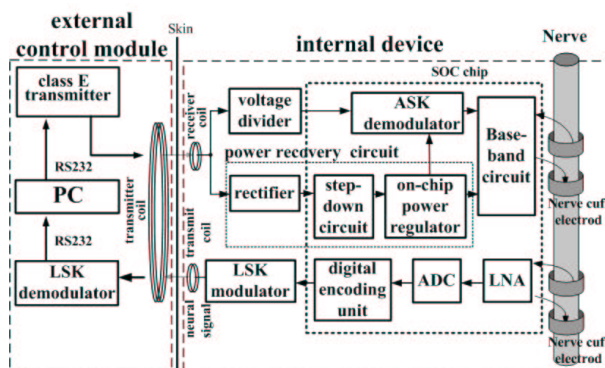 external
control module
Skin
internal device
Nerve
class E
transmitter
SOC chip
receiver
coil
voltage
divider
ASK
demodulator
Base-
band
circuit
RS232
power recovery circuit
PC
transmitter
coil
rectifier
step-
down
circuit
on-chip
power
regulator
Nerve cuf
electrod
RS232
transmit
coil
LSK
demodulator
LSK
modulator
digital
encoding
unit
ADC
LNA
neural
signal
Nerve cuf
electrod